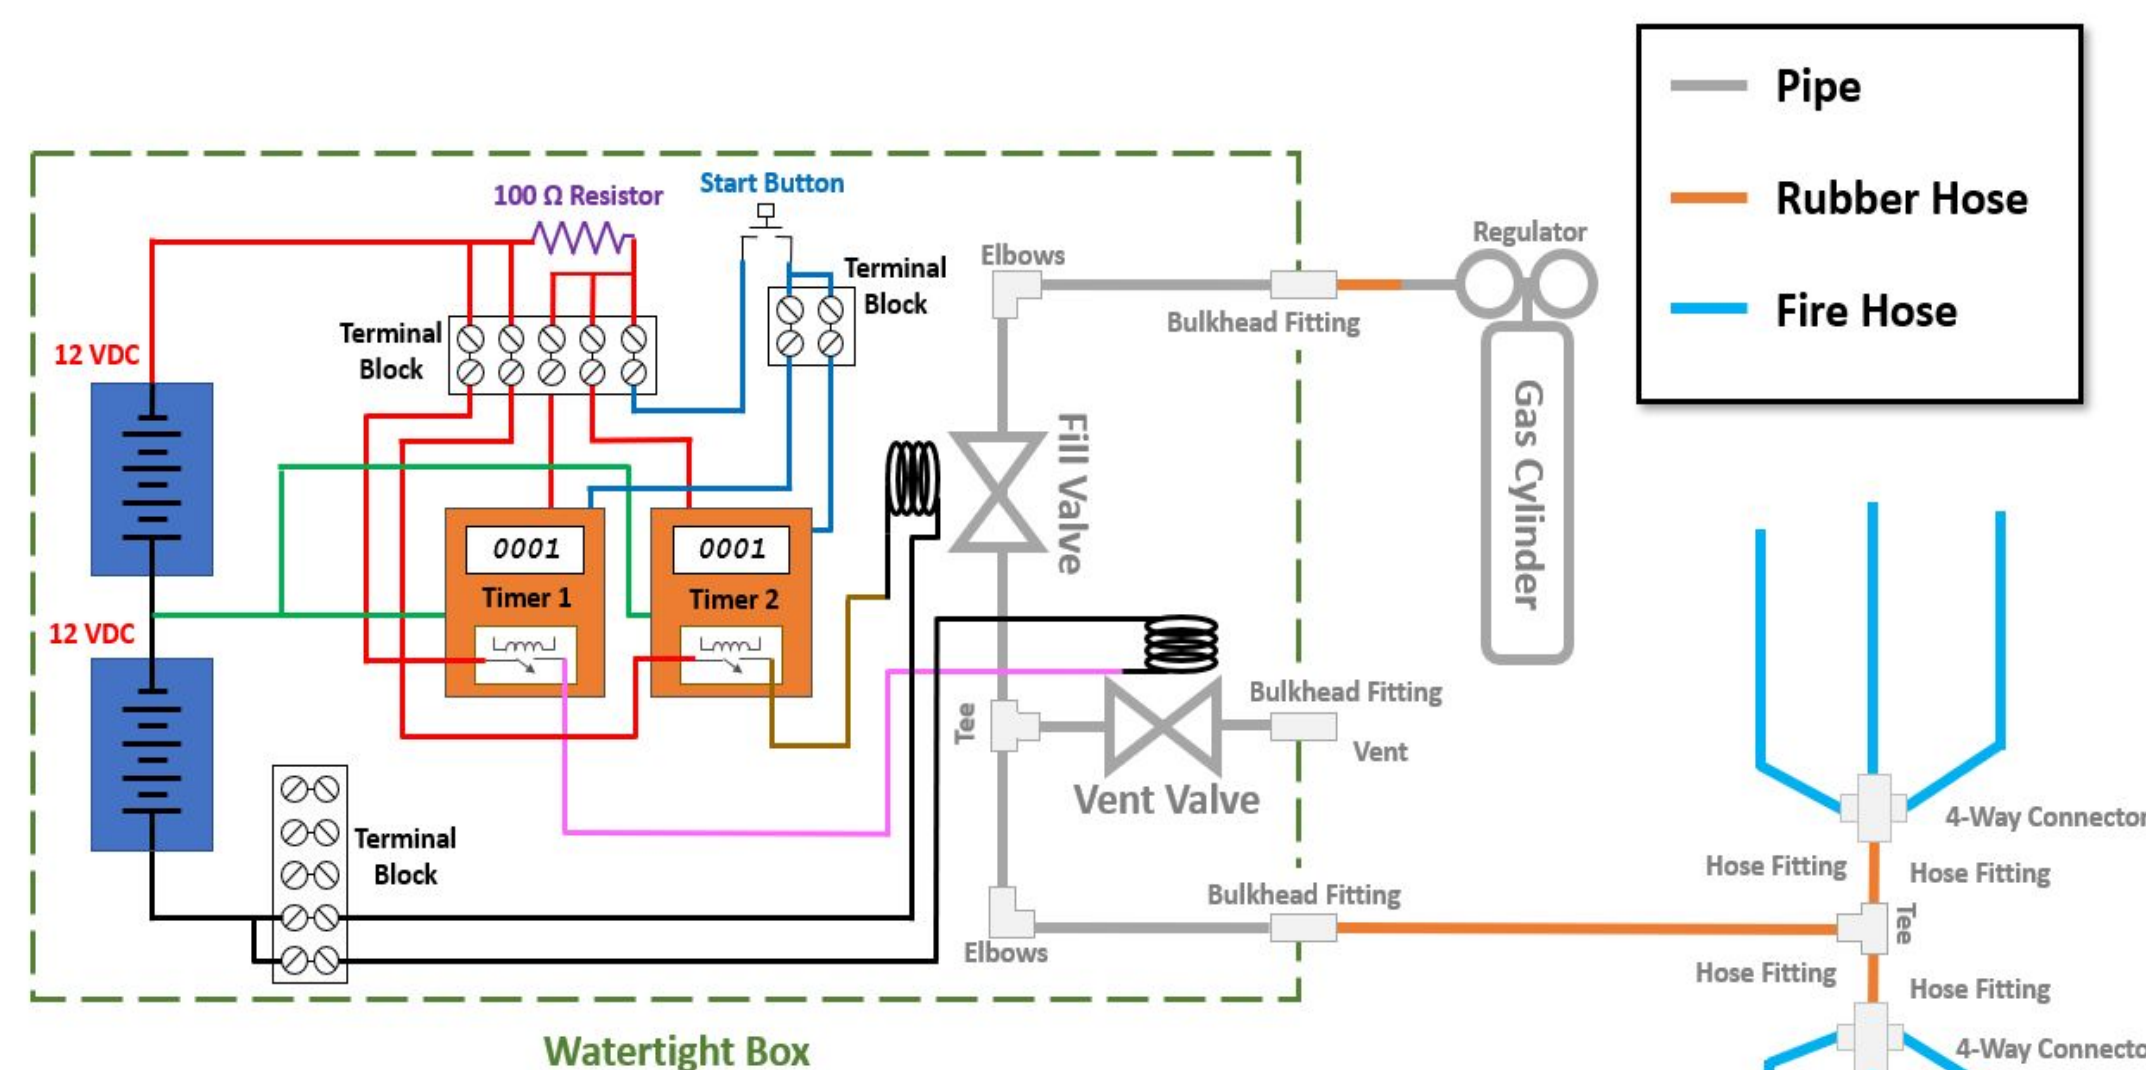 Pipe
Rubber Hose
Fire Hose
100 Ω Resistor
Start Button
Terminal
Block
Terminal
Block
12 VDC
12 VDC
0001
Timer 1
0001
Timer 2
Terminal
Block
Elbows
Bulkhead Fitting
Regulator
Gas Cylinder
Fill Valve
Tee
Bulkhead Fitting
Vent
Vent Valve
Bulkhead Fitting
Elbows
4-Way Connector
Hose Fitting
Hose Fitting
Tee
Hose Fitting
Hose Fitting
4-Way Connecto
Watertight Box